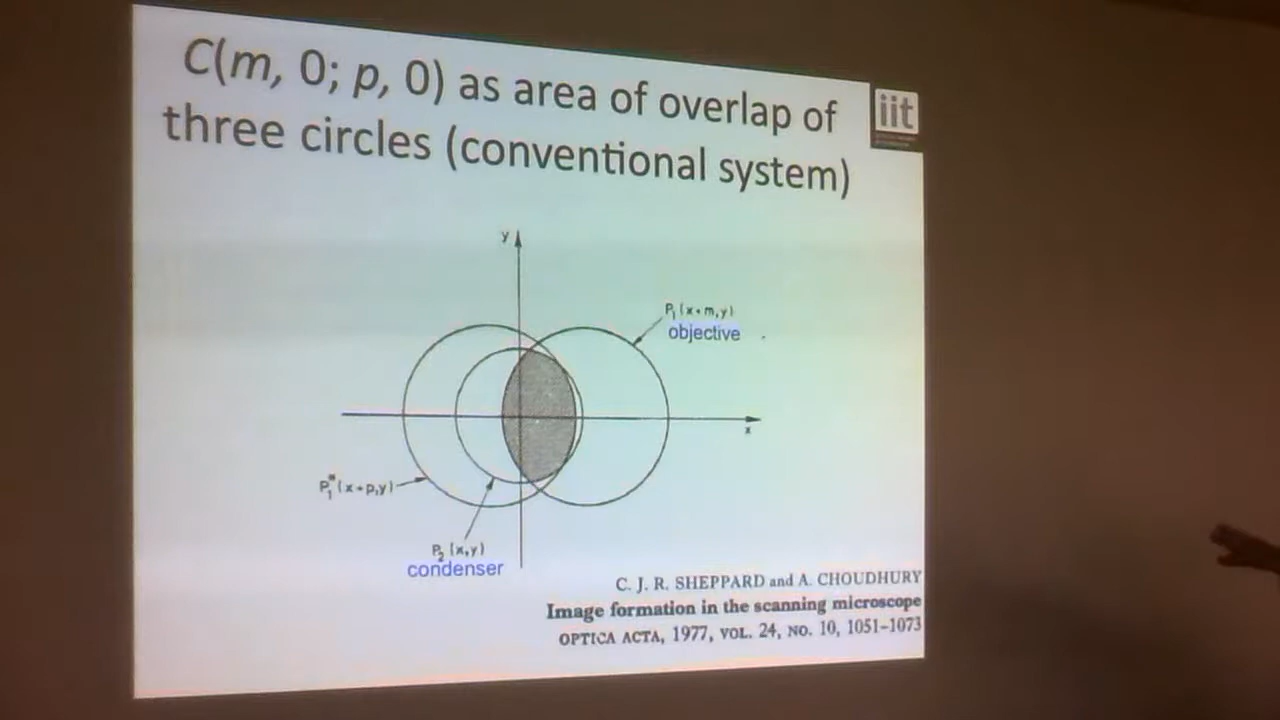 C(m, 0; p, 0) as area of overlap of
three circles (conventional system)
iit
y
P₁(x+m,y)
objective
x
P₁*(x+p,y)
P₂(x,y)
condenser
C. J. R. SHEPPARD and A. CHOUDHURY
Image formation in the scanning microscope
OPTICA ACTA, 1977, VOL. 24, NO. 10, 1051–1073